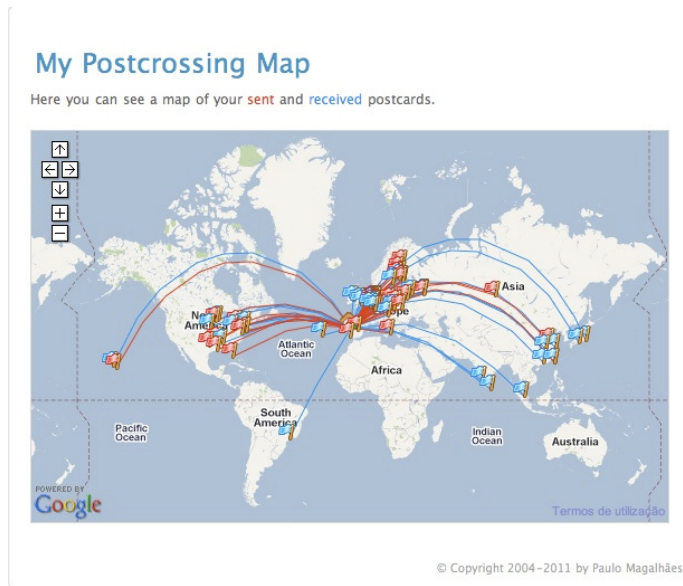 My Postcrossing Map
Here you can see a map of your sent and received postcards.
Asia
Atlantic
Ocean
Africa
South
America
Pacific
Ocean
Indian
Ocean
Australia
POWERED BY
Google
Termos de utilização
© Copyright 2004-2011 by Paulo Magalhães